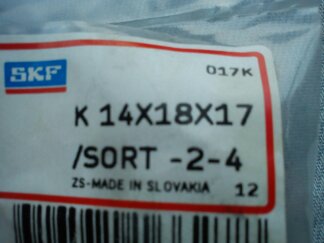 SKF
017K
K 14X18X17
/SORT -2-4
ZS-MADE IN SLOVAKIA 12